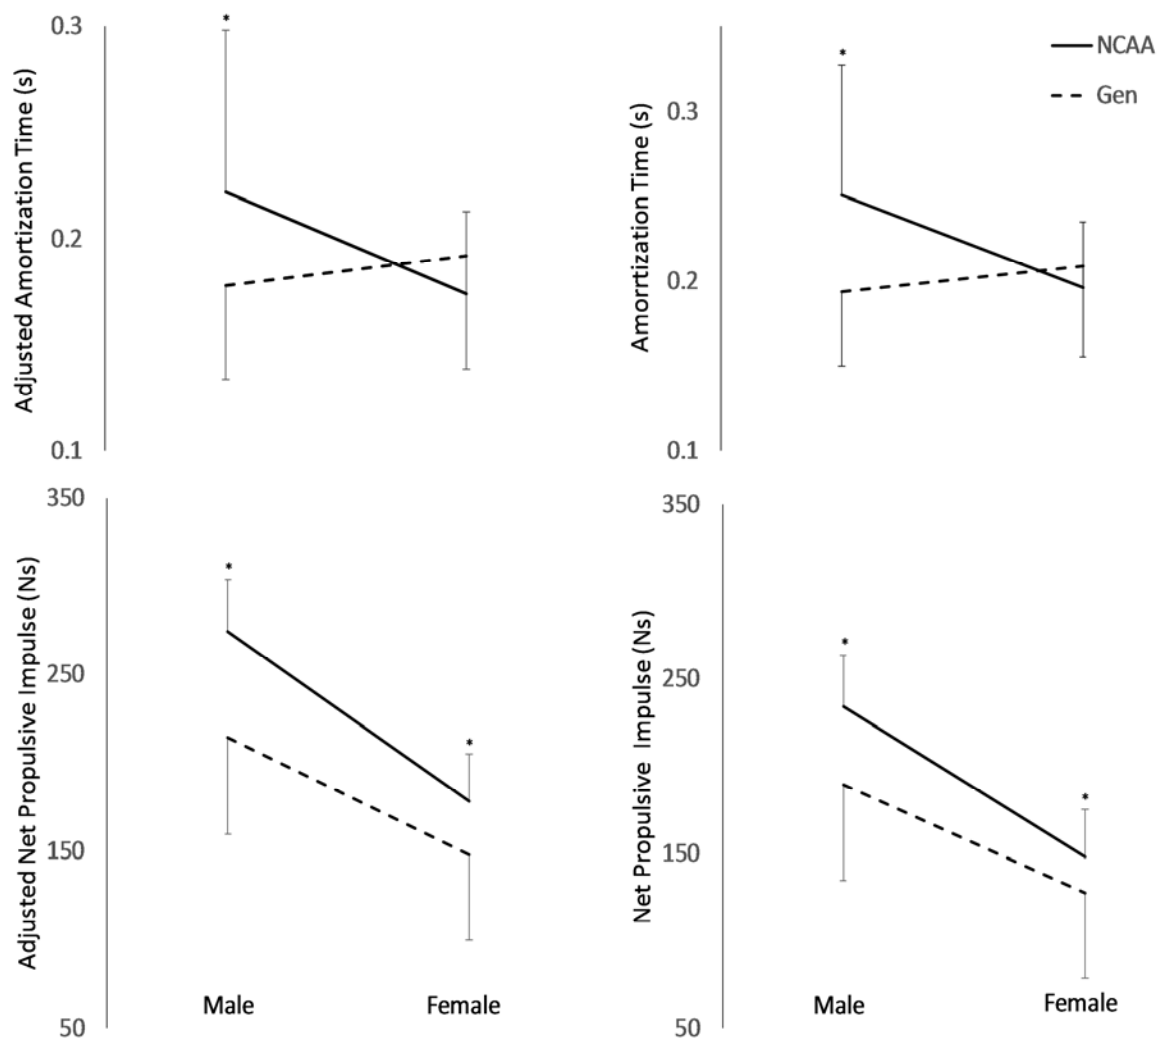 *
0.3
0.2
0.1
Adjusted Amortization Time (s)
*
0.3
0.2
0.1
Amorrtization Time (s)
NCAA
Gen
*
*
350
250
150
50
Adjusted Net Propulsive Impulse (Ns)
Male
Female
*
*
350
250
150
50
Net Propulsive Impulse (Ns)
Male
Female